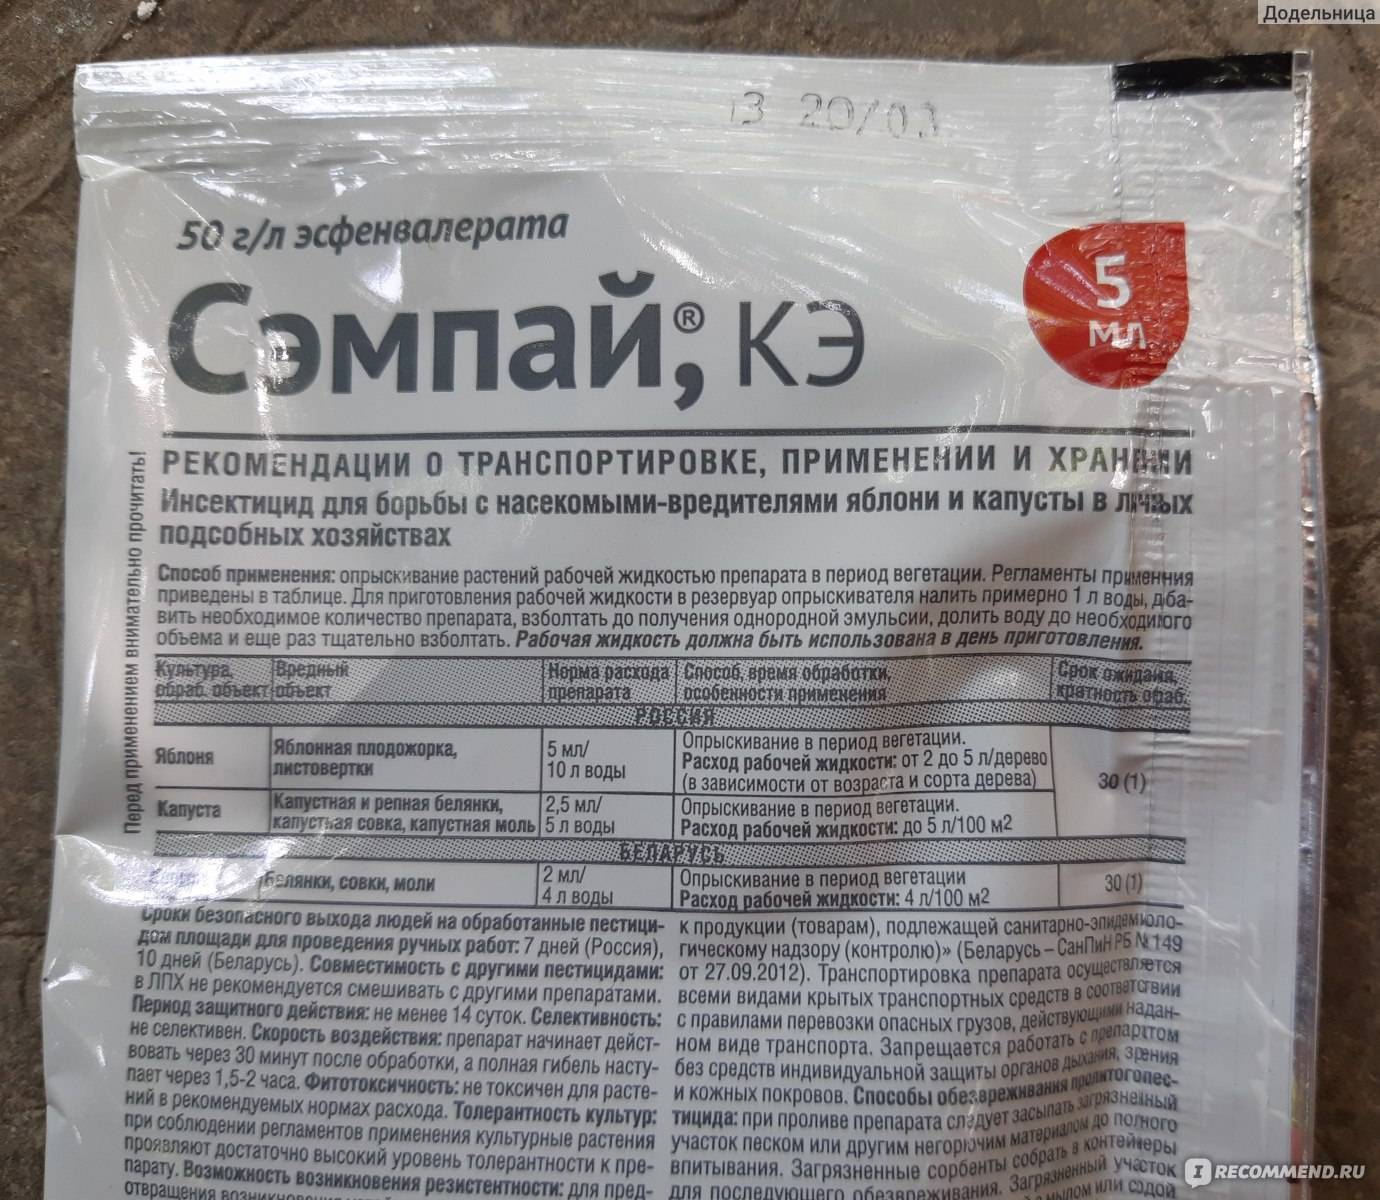 Додельница
3 20/03
50 г/л эсфенвалерата
Сэмпай®, КЭ
5
мл
Перед применением внимательно прочитать!
РЕКОМЕНДАЦИИ О ТРАНСПОРТИРОВКЕ, ПРИМЕНЕНИИ И ХРАНЕНИИ
Инсектицид для борьбы с насекомыми-вредителями яблони и капусты в личных
подсобных хозяйствах
Способ применения: опрыскивание растений рабочей жидкостью препарата в период вегетации. Регламенты применения
приведены в таблице. Для приготовления рабочей жидкости в резервуар опрыскивателя налить примерно 1 л воды, доба-
вить необходимое количество препарата, взболтать до получения однородной эмульсии, долить воду до необходимого
объема и еще раз тщательно взболтать. Рабочая жидкость должна быть использована в день приготовления.
Культура, обраб. объект
Вредный объект
Норма расхода препарата
Способ, время обработки, особенности применения
Срок ожидания, кратность обраб.
РОССИЯ
Яблоня
Яблонная плодожорка,
листовертки
5 мл/
10 л воды
Опрыскивание в период вегетации.
Расход рабочей жидкости: от 2 до 5 л/дерево
(в зависимости от возраста и сорта дерева)
30 (1)
Капуста
Капустная и репная белянки,
капустная совка, капустная моль
2,5 мл/
5 л воды
Опрыскивание в период вегетации.
Расход рабочей жидкости: до 5 л/100 м2
БЕЛАРУСЬ
Белянки, совки, моли
2 мл/
4 л воды
Опрыскивание в период вегетации
Расход рабочей жидкости: 4 л/100 м2
30 (1)
Сроки безопасного выхода людей на обработанные пестици-
дом площади для проведения ручных работ: 7 дней (Россия),
10 дней (Беларусь). Совместимость с другими пестицидами:
в ЛПХ не рекомендуется смешивать с другими препаратами.
Период защитного действия: не менее 14 суток. Селективность:
не селективен. Скорость воздействия: препарат начинает дейст-
вовать через 30 минут после обработки, а полная гибель насту-
пает через 1,5-2 часа. Фитотоксичность: не токсичен для расте-
ний в рекомендуемых нормах расхода. Толерантность культур:
при соблюдении регламентов применения культурные растения
проявляют достаточно высокий уровень толерантности к пре-
парату. Возможность возникновения резистентности: для пред-
отвращения возникновения
к продукции (товарам), подлежащей санитарно-эпидемиоло-
гическому надзору (контролю)» (Беларусь – СанПиН РБ №149
от 27.09.2012). Транспортировка препарата осуществляется
всеми видами крытых транспортных средств в соответствии
с правилами перевозки опасных грузов, действующими надан-
ном виде транспорта. Запрещается работать с препаратом
без средств индивидуальной защиты органов дыхания, зрения
и кожных покровов. Способы обезвреживания пролитого пес-
тицида: при проливе препарата следует засыпать загрязненный
участок песком или другим негорючим материалом до полного
впитывания. Загрязненные сорбенты собрать в контейнеры
для последующего обезвреживания. Загрязненный участок
мылом или содой
IRECOMMEND.RU